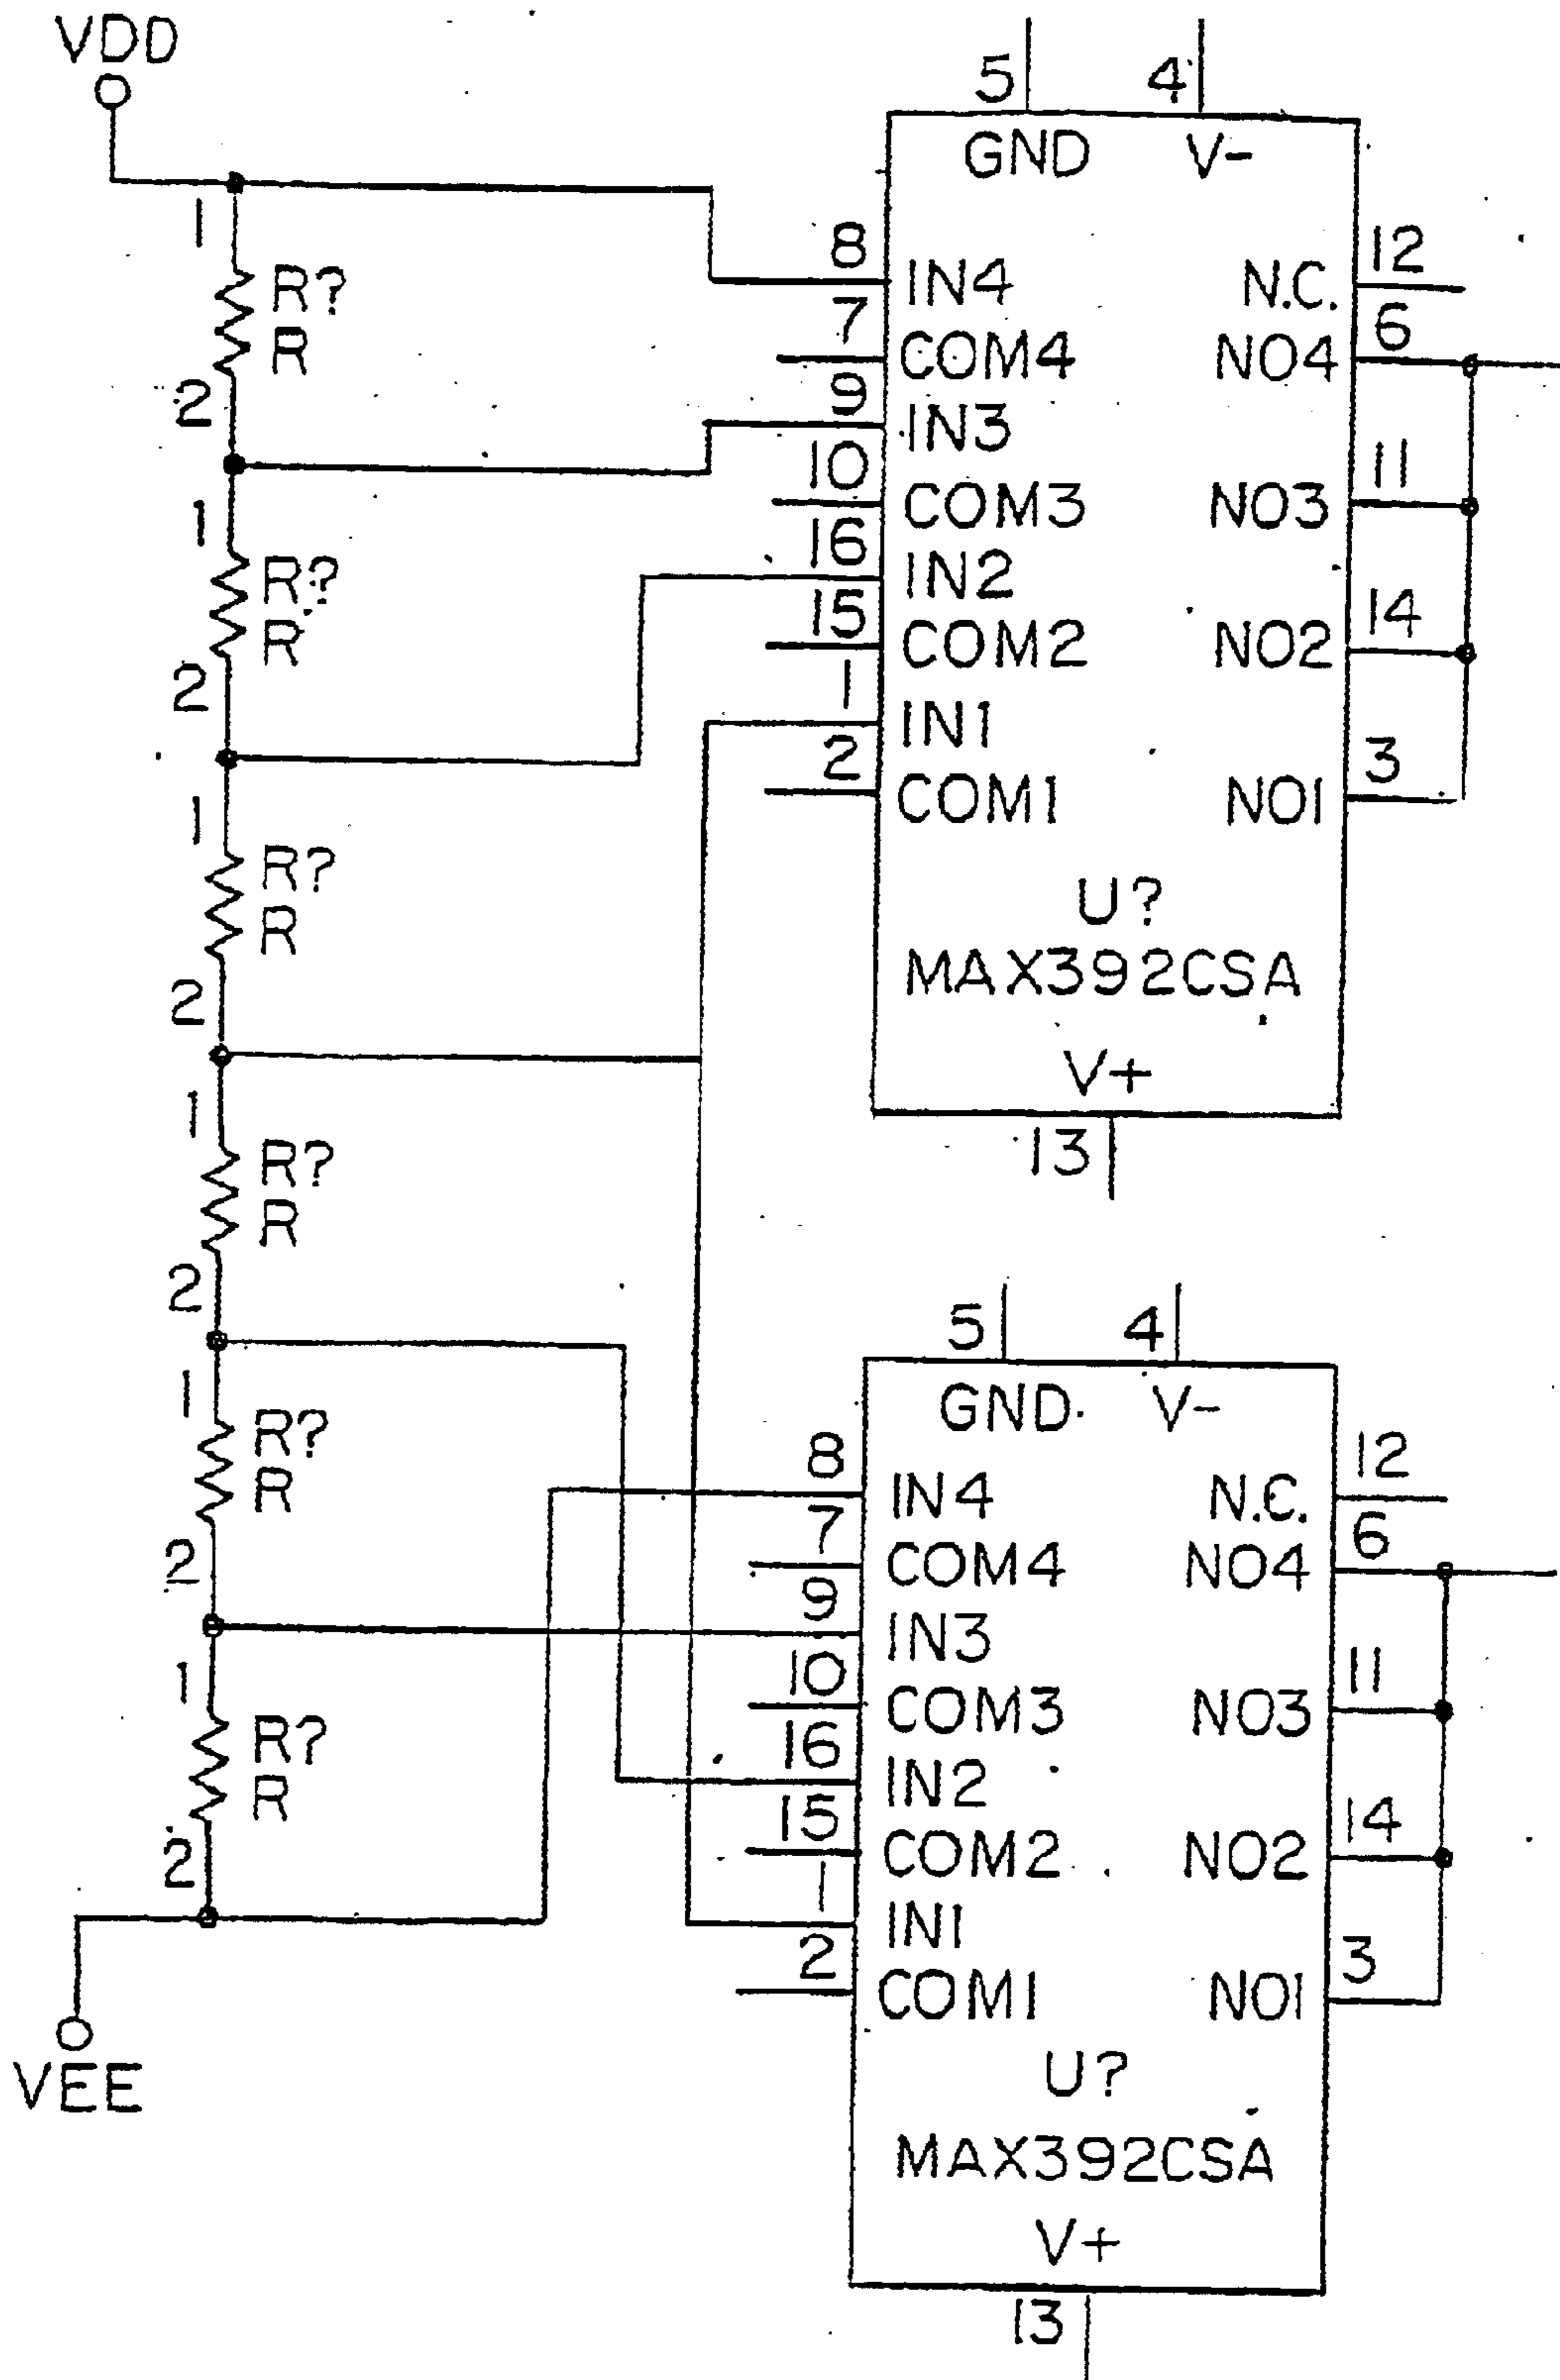 VDD
1
R?
R
2
1
R?
R
2
1
R?
R
2
1
R?
R
2
1
R?
R
2
1
R?
R
2
VEE
5 4
GND V-
8 IN4 N.C. 12
7 COM4 NO4 6
9 IN3
10 COM3 NO3 11
16 IN2
15 COM2 NO2 14
1 IN1
2 COM1 NO1 3
U?
MAX392CSA
V+
13
5 4
GND V-
8 IN4 N.C. 12
7 COM4 NO4 6
9 IN3
10 COM3 NO3 11
16 IN2
15 COM2 NO2 14
1 IN1
2 COM1 NO1 3
U?
MAX392CSA
V+
13